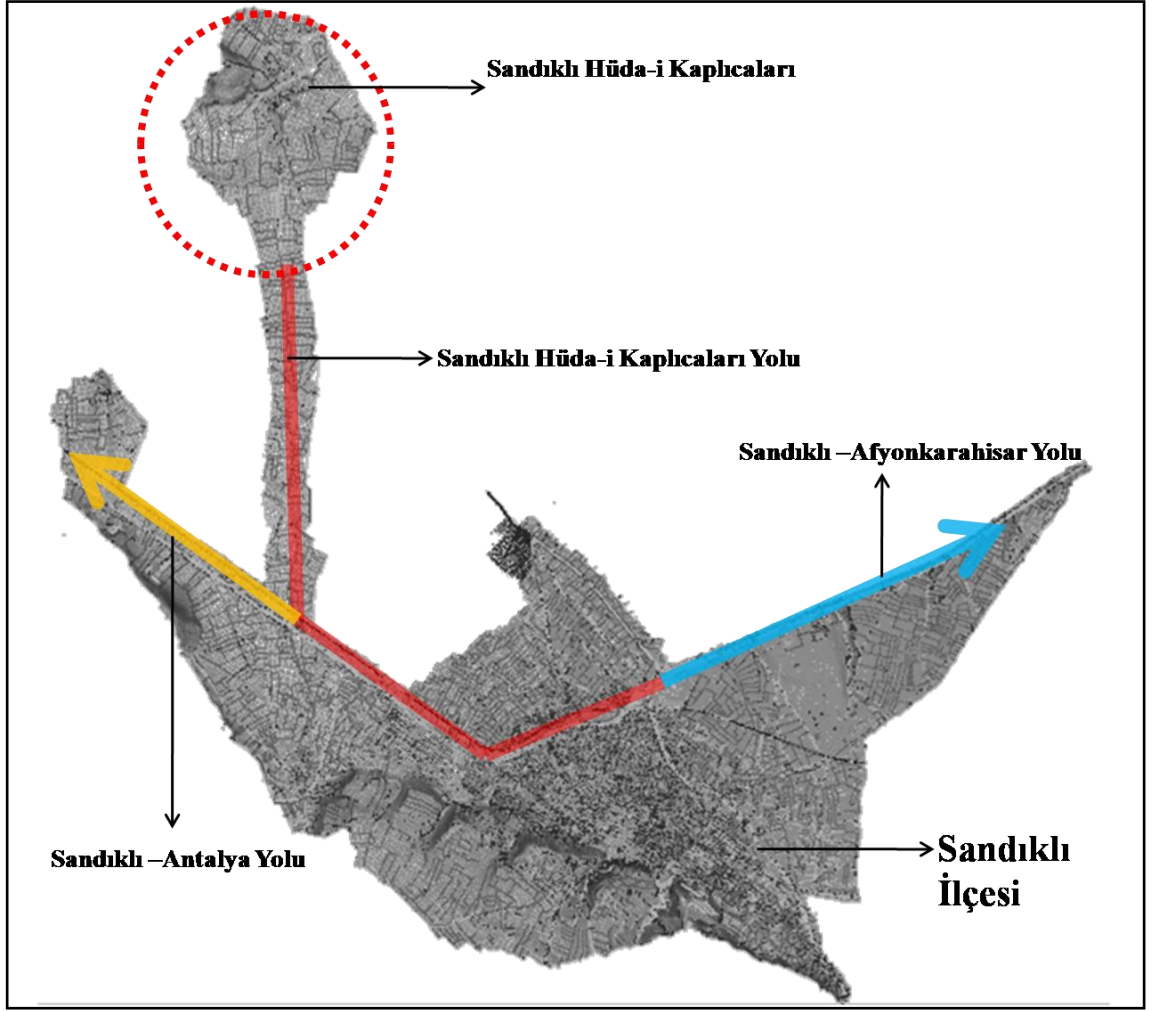 Sandıklı Hüda-i Kaplıcaları
Sandıklı Hüda-i Kaplıcaları Yolu
Sandıklı –Afyonkarahisar Yolu
Sandıklı –Antalya Yolu
Sandıklı
İlçesi